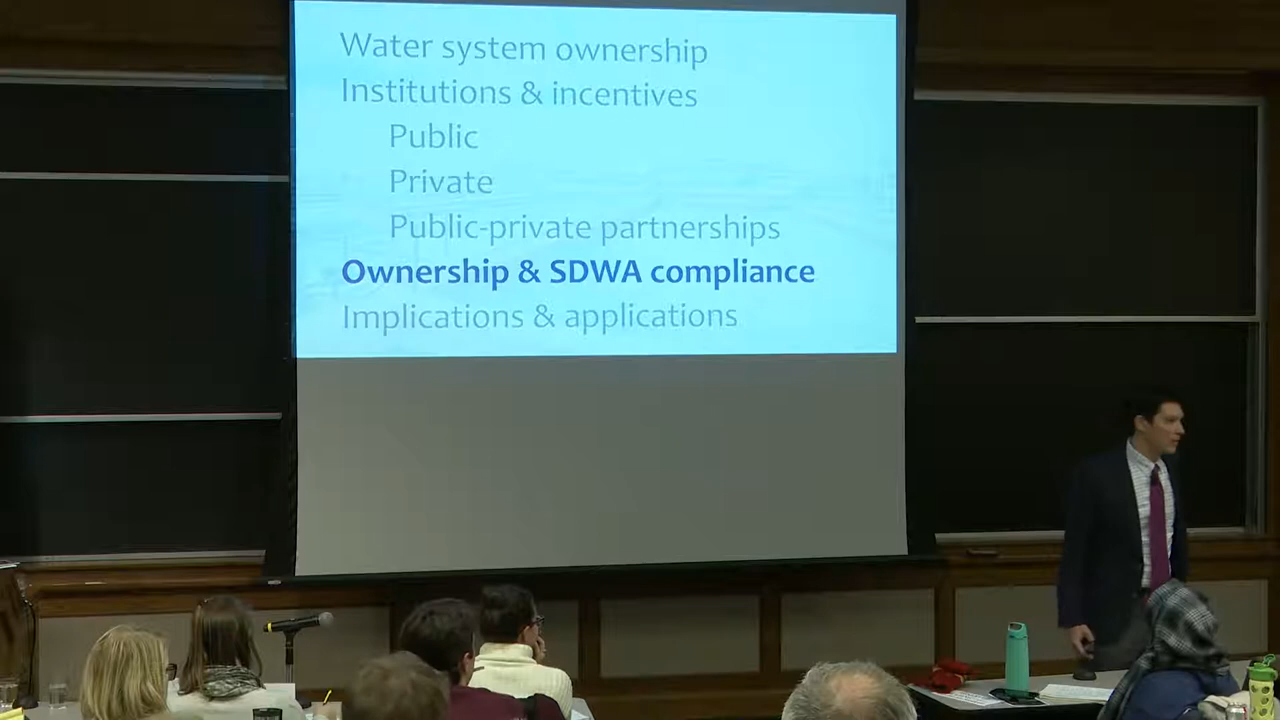 Water system ownership
Institutions & incentives
Public
Private
Public-private partnerships
Ownership & SDWA compliance
Implications & applications